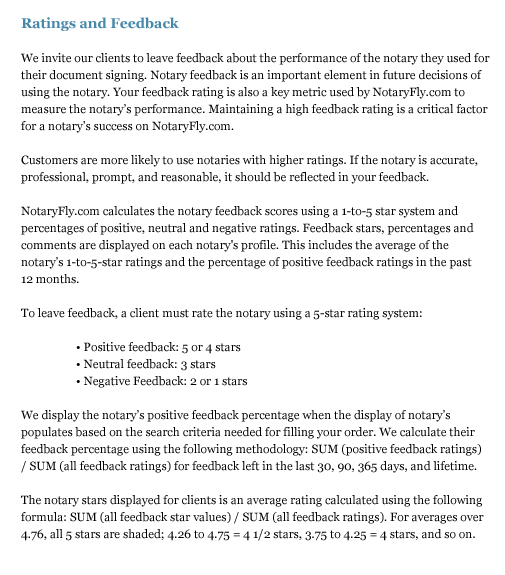 Ratings and Feedback
We invite our clients to leave feedback about the performance of the notary they used for
their document signing. Notary feedback is an important element in future decisions of
using the notary. Your feedback rating is also a key metric used by NotaryFly.com to
measure the notary's performance. Maintaining a high feedback rating is a critical factor
for a notary's success on NotaryFly.com.
Customers are more likely to use notaries with higher ratings. If the notary is accurate,
professional, prompt, and reasonable, it should be reflected in your feedback.
NotaryFly.com calculates the notary feedback scores using a 1-to-5 star system and
percentages of positive, neutral and negative ratings. Feedback stars, percentages and
comments are displayed on each notary's profile. This includes the average of the
notary's 1-to-5-star ratings and the percentage of positive feedback ratings in the past
12 months.
To leave feedback, a client must rate the notary using a 5-star rating system:
• Positive feedback: 5 or 4 stars
• Neutral feedback: 3 stars
• Negative Feedback: 2 or 1 stars
We display the notary's positive feedback percentage when the display of notary's
populates based on the search criteria needed for filling your order. We calculate their
feedback percentage using the following methodology: SUM (positive feedback ratings)
/ SUM (all feedback ratings) for feedback left in the last 30, 90, 365 days, and lifetime.
The notary stars displayed for clients is an average rating calculated using the following
formula: SUM (all feedback star values) / SUM (all feedback ratings). For averages over
4.76, all 5 stars are shaded; 4.26 to 4.75 = 4 1/2 stars, 3.75 to 4.25 = 4 stars, and so on.